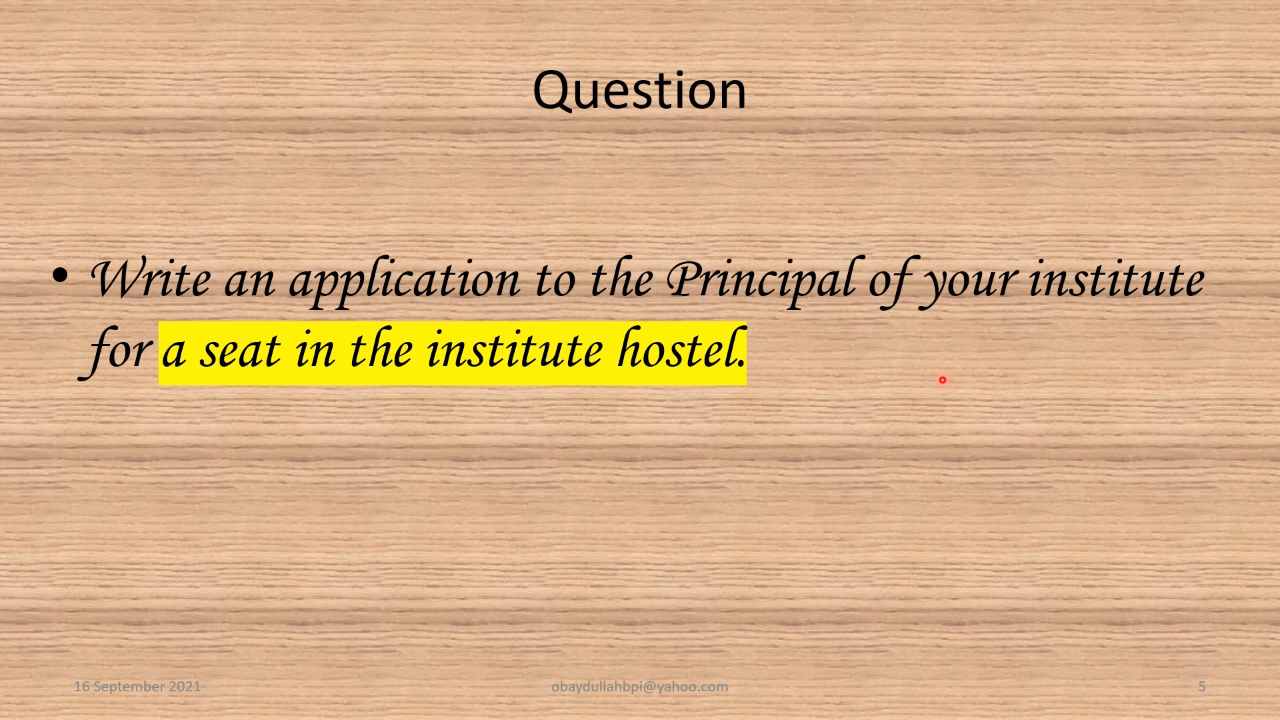 Question
• Write an application to the Principal of your institute
for a seat in the institute hostel.
16 September 2021
obaydullahbpi@yahoo.com
5